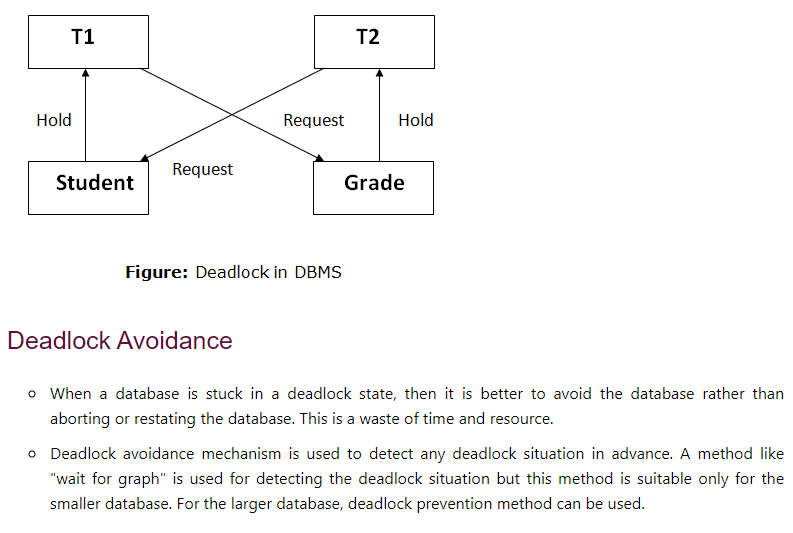 T1 T2
Hold Request Hold
Request
Student Grade
Figure: Deadlock in DBMS
Deadlock Avoidance
When a database is stuck in a deadlock state, then it is better to avoid the database rather than
aborting or restating the database. This is a waste of time and resource.
Deadlock avoidance mechanism is used to detect any deadlock situation in advance. A method like
"wait for graph" is used for detecting the deadlock situation but this method is suitable only for the
smaller database. For the larger database, deadlock prevention method can be used.